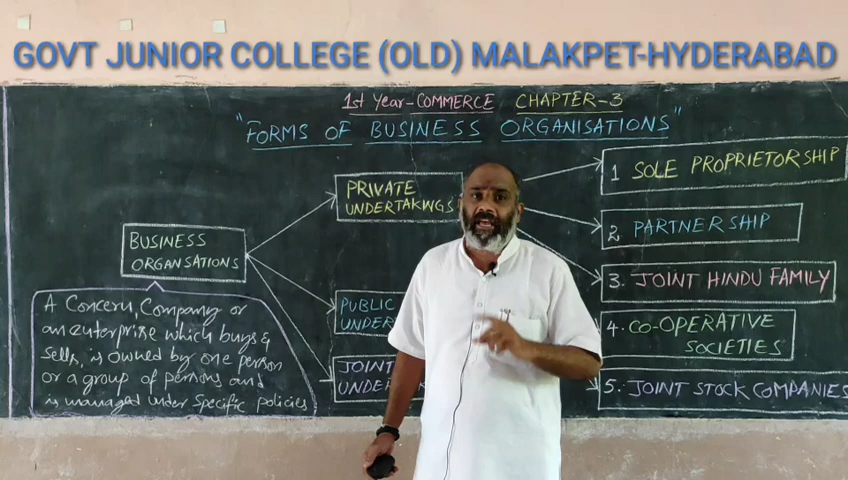 GOVT JUNIOR COLLEGE (OLD) MALAKPET-HYDERABAD
1st Year-COMMERCE CHAPTER-3
"FORMS OF BUSINESS ORGANISATIONS"
BUSINESS
ORGANSATIONS
A Concern, Company or
an enterprise which buys &
Sells, is owned by one person
or a group of persons and
is managed under Specific policies
PRIVATE
UNDERTAKINGS
PUBLIC
UNDER
JOINT
UNDER
1 SOLE PROPRIETORSHIP
2 PARTNERSHIP
3. JOINT HINDU FAMILY
4. CO-OPERATIVE
SOCIETIES
5. JOINT STOCK COMPANIES